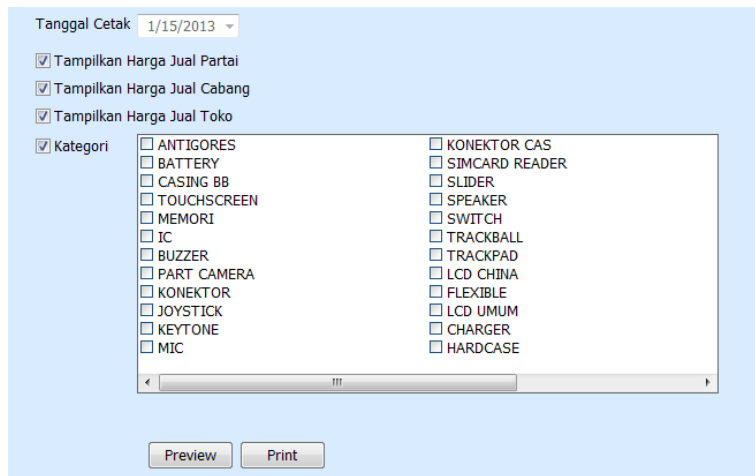 Tanggal Cetak 1/15/2013
Tampilkan Harga Jual Partai
Tampilkan Harga Jual Cabang
Tampilkan Harga Jual Toko
Kategori
ANTIGORES
BATTERY
CASING BB
TOUCHSCREEN
MEMORI
IC
BUZZER
PART CAMERA
KONEKTOR
JOYSTICK
KEYTONE
MIC
KONEKTOR CAS
SIMCARD READER
SLIDER
SPEAKER
SWITCH
TRACKBALL
TRACKPAD
LCD CHINA
FLEXIBLE
LCD UMUM
CHARGER
HARDCASE
Preview Print